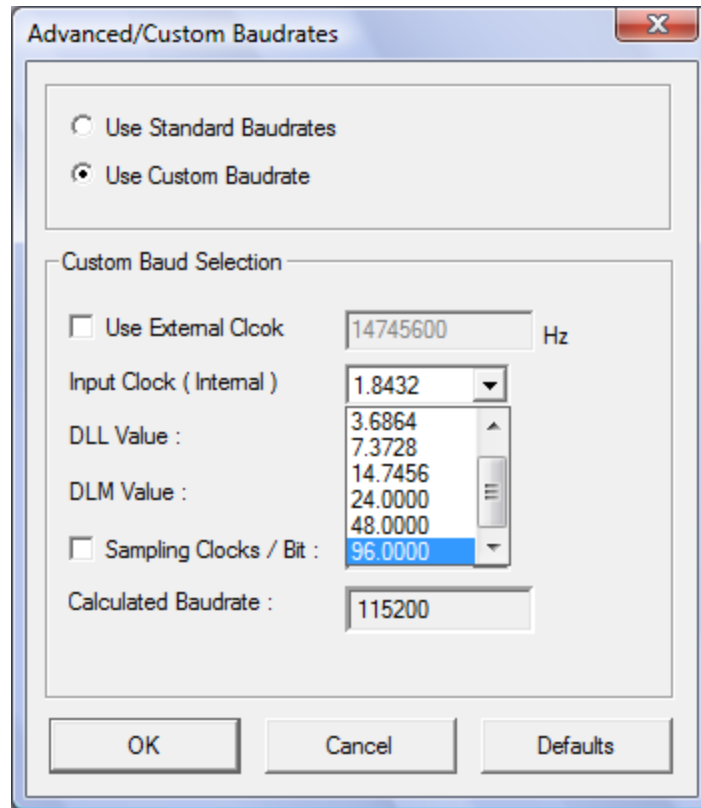 Advanced/Custom Baudrates
Use Standard Baudrates
Use Custom Baudrate
Custom Baud Selection
Use External Clcok 14745600 Hz
Input Clock ( Internal ) 1.8432
3.6864
DLL Value : 7.3728
14.7456
DLM Value : 24.0000
48.0000
Sampling Clocks / Bit : 96.0000
Calculated Baudrate : 115200
OK Cancel Defaults